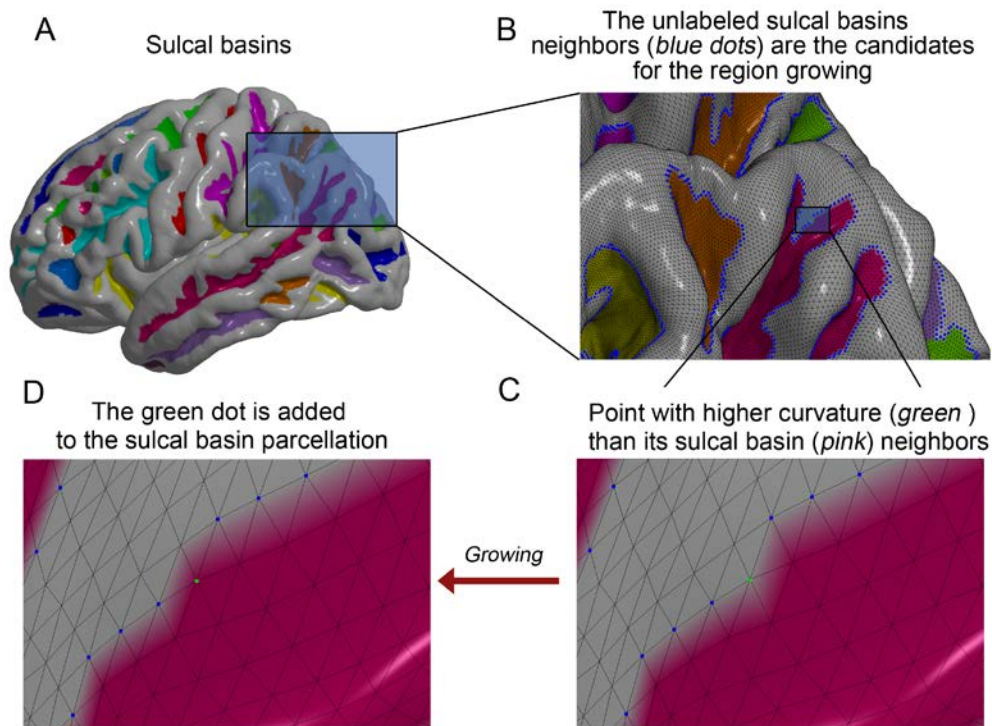 A
Sulcal basins
B
The unlabeled sulcal basins
neighbors (blue dots) are the candidates
for the region growing
C
Point with higher curvature (green )
than its sulcal basin (pink) neighbors
D
The green dot is added
to the sulcal basin parcellation
Growing